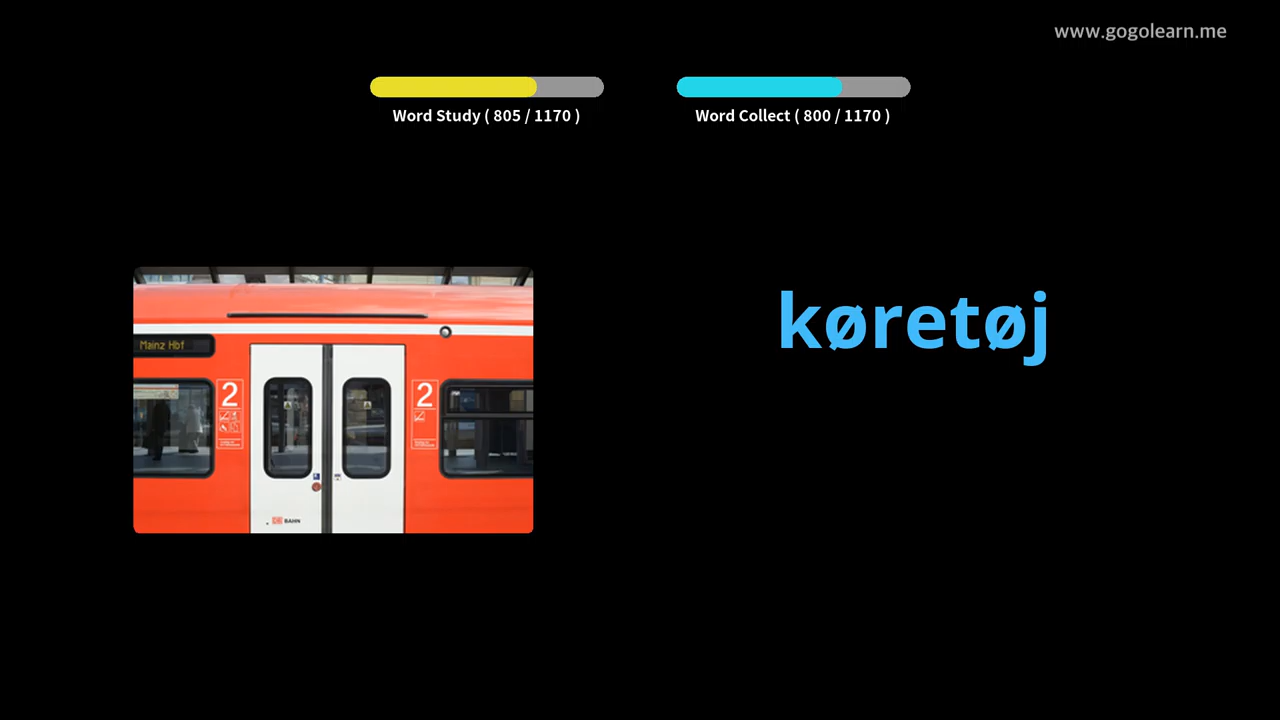 www.gogolearn.me
Word Study ( 805 / 1170 )
Word Collect ( 800 / 1170 )
køretøj
Mainz Hbf
2
2
DB BAHN